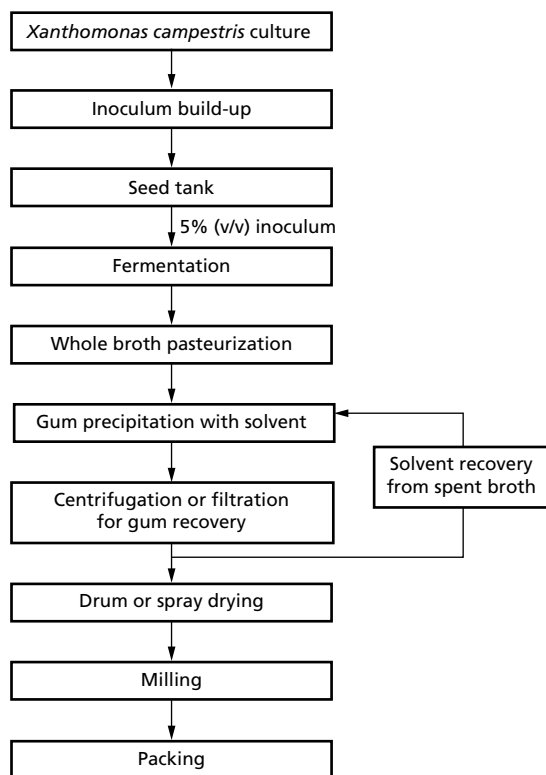 Xanthomonas campestris culture
Inoculum build-up
Seed tank
5% (v/v) inoculum
Fermentation
Whole broth pasteurization
Gum precipitation with solvent
Solvent recovery
from spent broth
Centrifugation or filtration
for gum recovery
Drum or spray drying
Milling
Packing